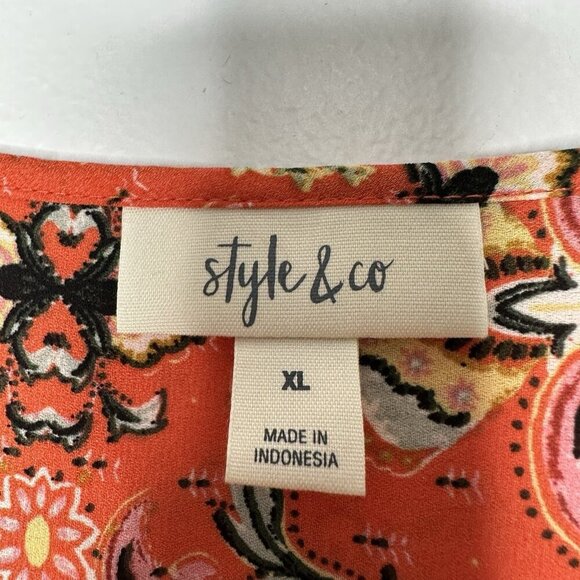 style & co
XL
MADE IN
INDONESIA